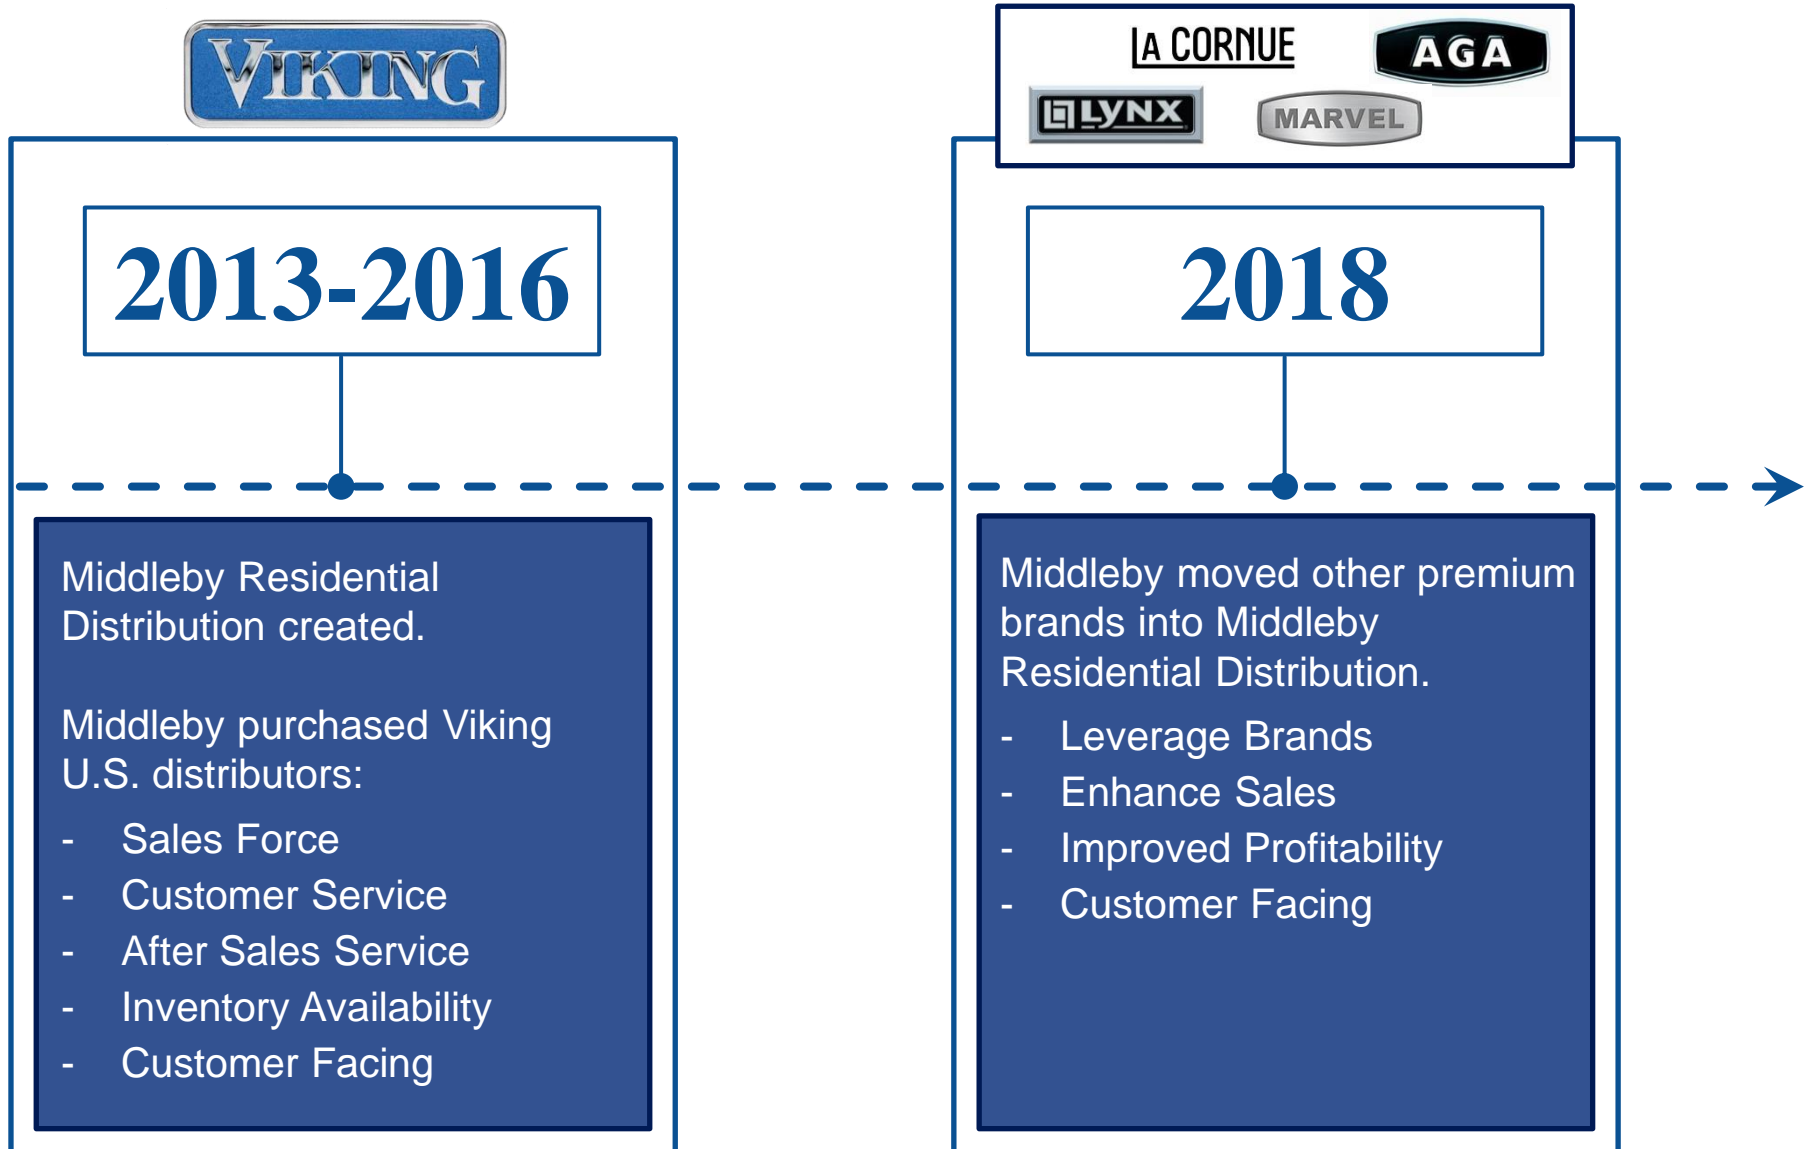 VIKING
2013-2016
Middleby Residential
Distribution created.
Middleby purchased Viking
U.S. distributors:
- Sales Force
- Customer Service
- After Sales Service
- Inventory Availability
- Customer Facing
LA CORNUE
AGA
LYNX
MARVEL
2018
Middleby moved other premium
brands into Middleby
Residential Distribution.
- Leverage Brands
- Enhance Sales
- Improved Profitability
- Customer Facing